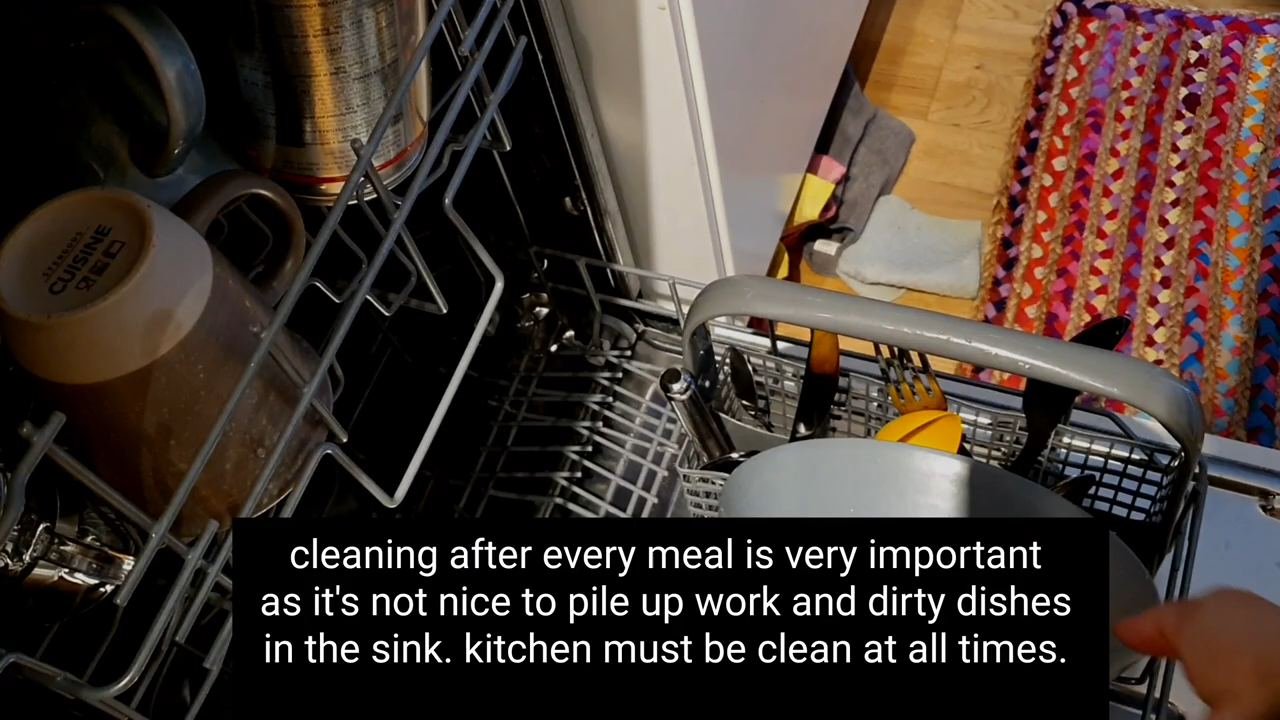 CUISINE
cleaning after every meal is very important
as it's not nice to pile up work and dirty dishes
in the sink. kitchen must be clean at all times.